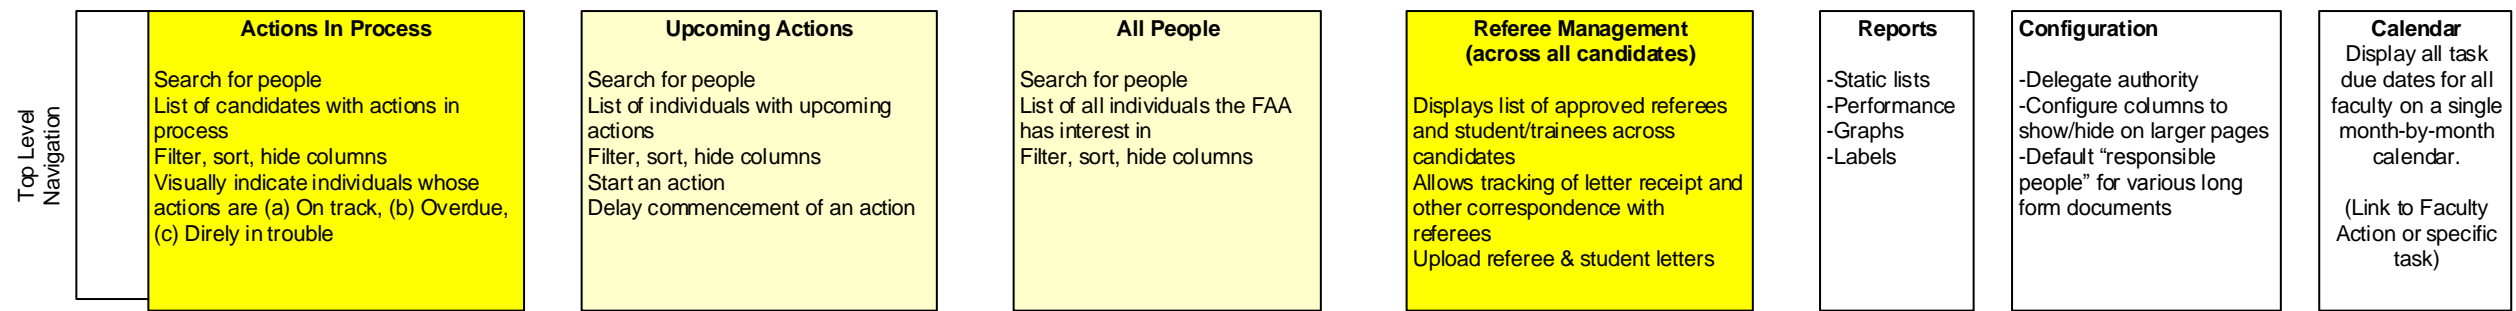 Top Level
Navigation
Actions In Process
Search for people
List of candidates with actions in
process
Filter, sort, hide columns
Visually indicate individuals whose
actions are (a) On track, (b) Overdue,
(c) Direly in trouble
Upcoming Actions
Search for people
List of individuals with upcoming
actions
Filter, sort, hide columns
Start an action
Delay commencement of an action
All People
Search for people
List of all individuals the FAA
has interest in
Filter, sort, hide columns
Referee Management
(across all candidates)
Displays list of approved referees
and student/trainees across
candidates
Allows tracking of letter receipt and
other correspondence with
referees
Upload referee & student letters
Reports
-Static lists
-Performance
-Graphs
-Labels
Configuration
-Delegate authority
-Configure columns to
show/hide on larger pages
-Default “responsible
people” for various long
form documents
Calendar
Display all task
due dates for all
faculty on a single
month-by-month
calendar.
(Link to Faculty
Action or specific
task)